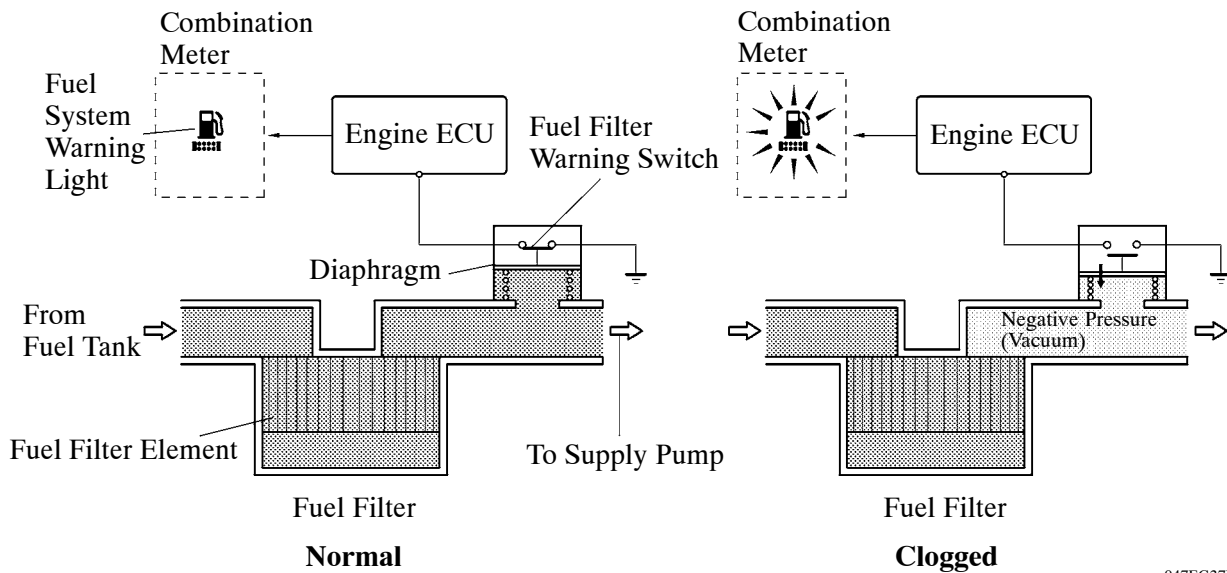 Combination
Meter
Fuel
System
Warning
Light
Engine ECU
Fuel Filter
Warning Switch
Diaphragm
From
Fuel Tank
Fuel Filter Element
To Supply Pump
Fuel Filter
Normal
Combination
Meter
Engine ECU
Negative Pressure
(Vacuum)
Fuel Filter
Clogged